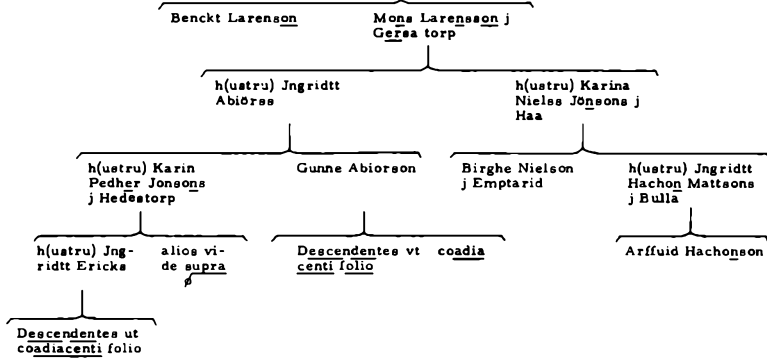 Benckt Larenson
Mons Larensson j
Gersa torp
h(ustru) Jngridtt
Abiörss
h(ustru) Karina
Nielss Jönsons j
Haa
h(ustru) Karin
Pedher Jonsons
j Hedestorp
Gunne Abiorson
Birghe Nielson
j Emptarid
h(ustru) Jngridtt
Hachon Mattsons
j Bulla
h(ustru) Jng-
ridtt Ericks
alios vi-
de supra
ø
Descendentes vt coadia
centi folio
Arffuid Hachonson
Descendentes ut
coadiacenti folio